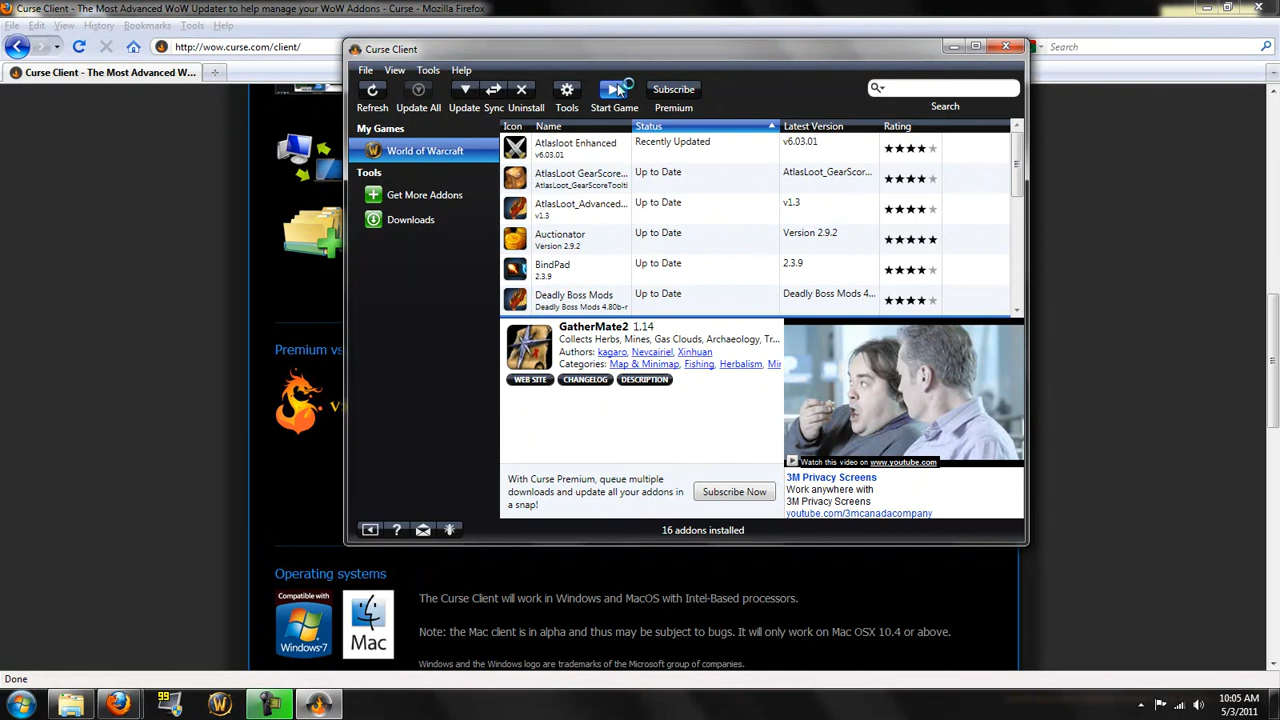 Curse Client - The Most Advanced WoW Updater to help manage your WoW Addons - Curse - Mozilla Firefox
File Edit View History Bookmarks Tools Help
http://wow.curse.com/client/
Search
Curse Client - The Most Advanced W...
Curse Client
File View Tools Help
Refresh Update All Update Sync Uninstall Tools Start Game
Subscribe
Premium
Search
My Games
World of Warcraft
Tools
Get More Addons
Downloads
Icon Name Status Latest Version Rating
Atlasloot Enhanced Recently Updated v6.03.01
v6.03.01
AtlasLoot GearScore... Up to Date AtlasLoot_GearScor...
AtlasLoot_GearScoreToolti
AtlasLoot_Advanced... Up to Date v1.3
v1.3
Auctionator Up to Date Version 2.9.2
Version 2.9.2
BindPad Up to Date 2.3.9
2.3.9
Deadly Boss Mods Up to Date Deadly Boss Mods 4....
Deadly Boss Mods 4.80b-r
GatherMate2 1.14
Collects Herbs, Mines, Gas Clouds, Archaeology, Tr...
Authors: kagaro, Nevcairiel, Xinhuan
Categories: Map & Minimap, Fishing, Herbalism, Mi
WEB SITE CHANGELOG DESCRIPTION
Watch this video on www.youtube.com
With Curse Premium, queue multiple
downloads and update all your addons in
a snap!
Subscribe Now
3M Privacy Screens
Work anywhere with
3M Privacy Screens
youtube.com/3mcanadacompany
16 addons installed
Premium vs
Operating systems
Compatible with
Windows 7
Mac
The Curse Client will work in Windows and MacOS with Intel-Based processors.
Note: the Mac client is in alpha and thus may be subject to bugs. It will only work on Mac OSX 10.4 or above.
Windows and the Windows logo are trademarks of the Microsoft group of companies.
Done
99
10:05 AM
5/3/2011